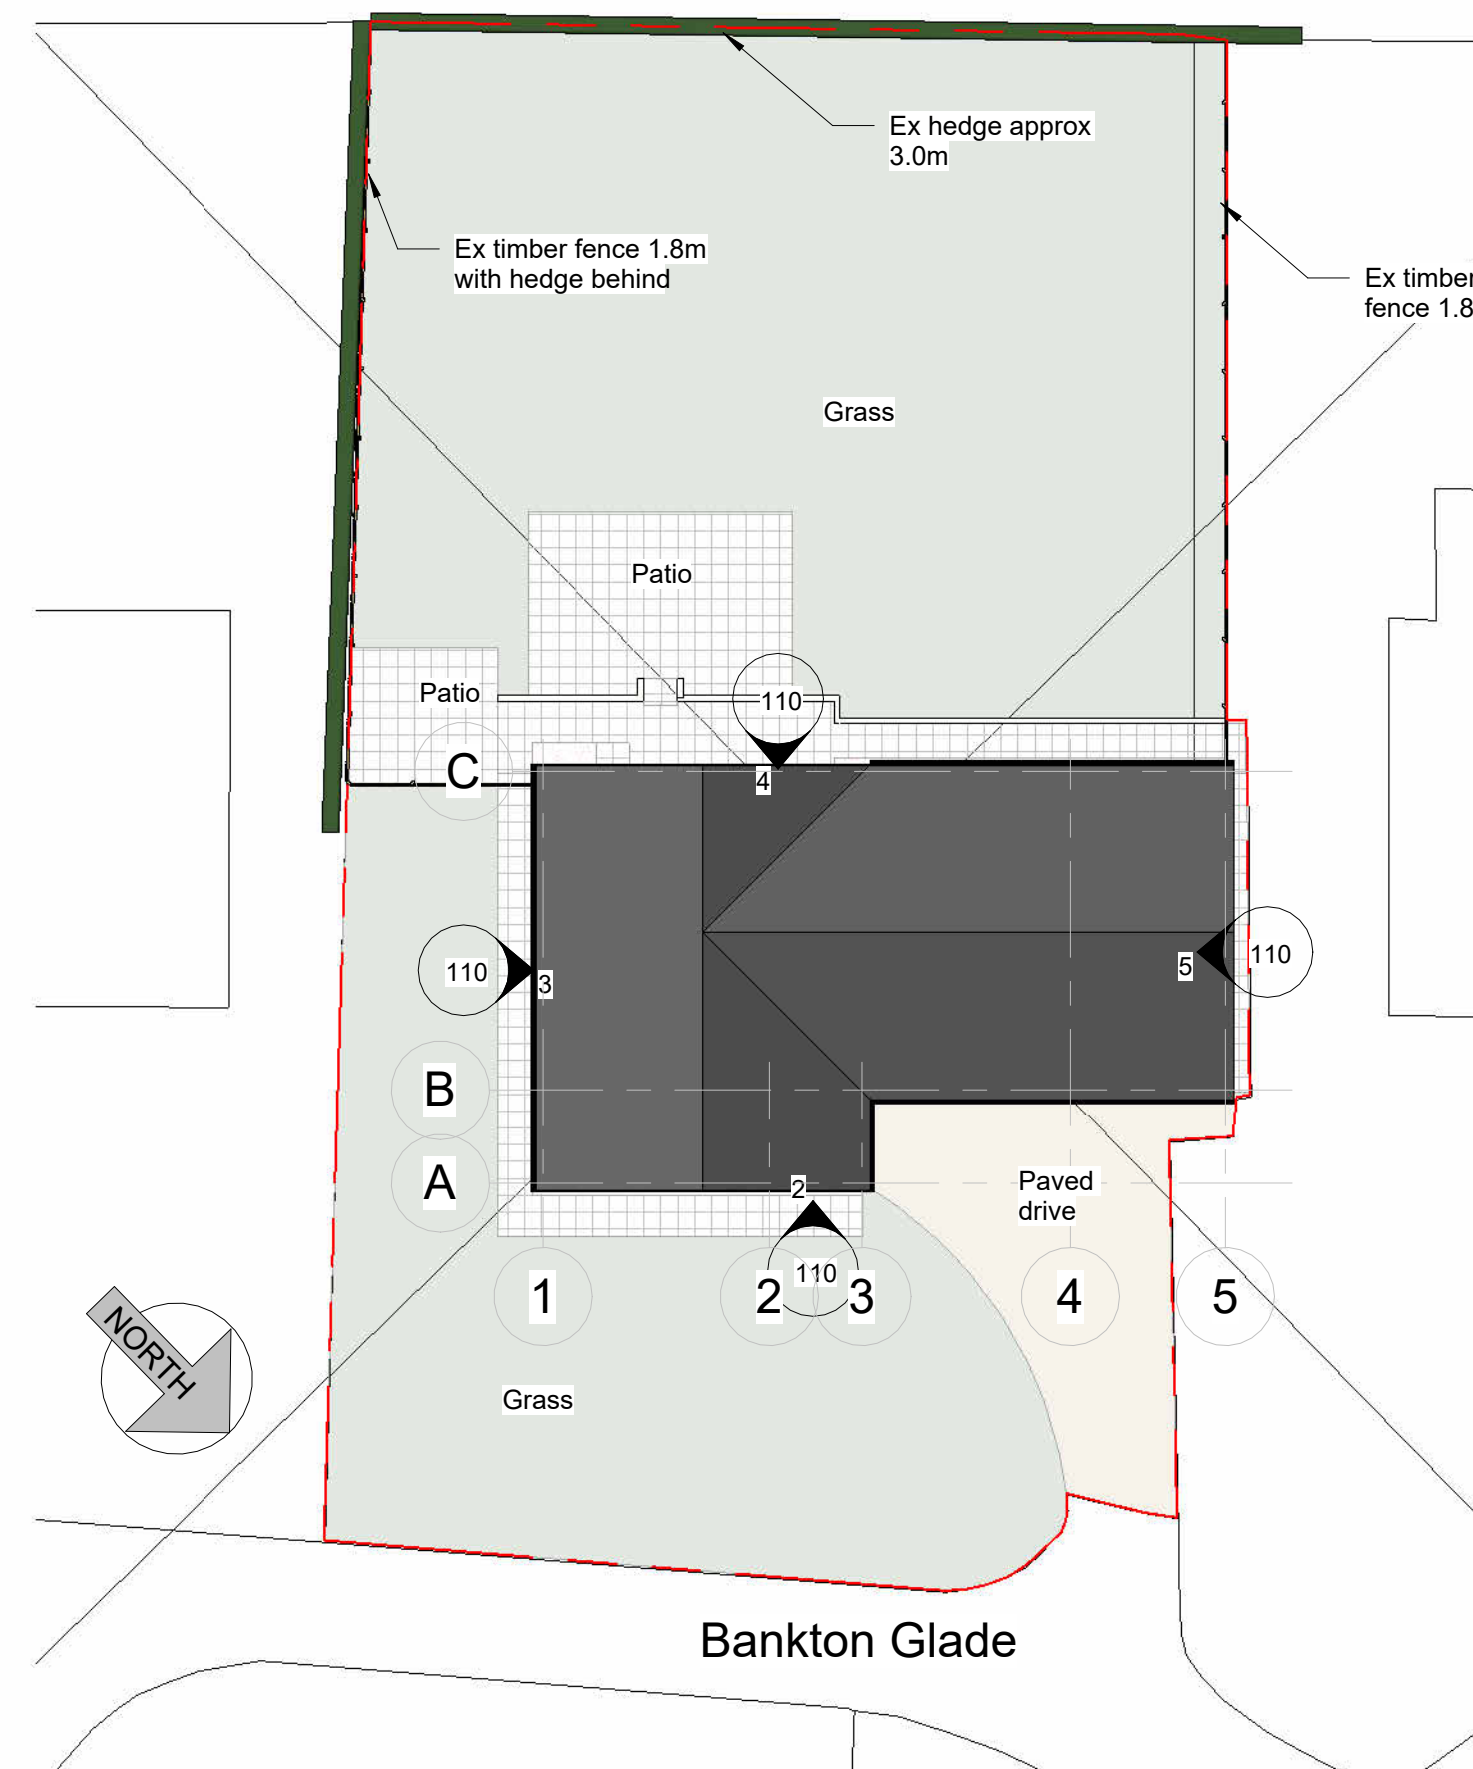 Ex hedge approx
3.0m
Ex timber fence 1.8m
with hedge behind
Ex timber
fence 1.8
Grass
Patio
Patio
110
4
C
110
3
5
110
B
A
2
Paved
drive
110
1
2
3
4
5
NORTH
Grass
Bankton Glade